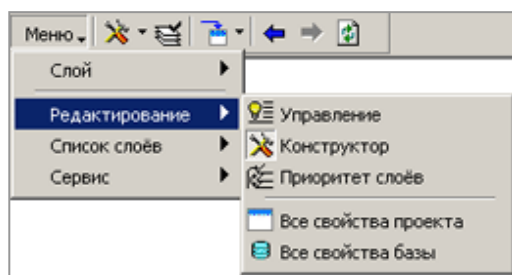 Меню
Слой
Редактирование
Список слоёв
Сервис
Управление
Конструктор
Приоритет слоёв
Все свойства проекта
Все свойства базы